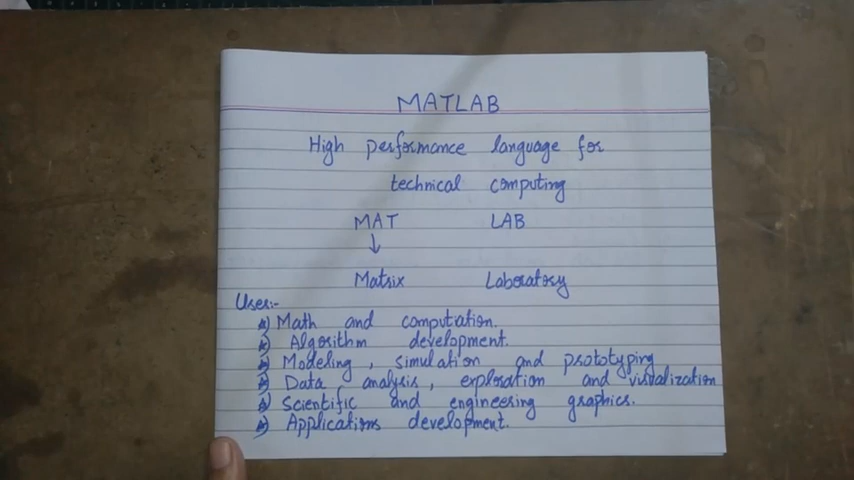 MATLAB
High performance language for
technical computing
MAT LAB
↓
Matrix Laboratory
Uses:-
*) Math and computation.
*) Algorithm development.
*) Modeling, simulation and prototyping
*) Data analysis, exploration and visualization
*) Scientific and engineering graphics.
*) Applications development.